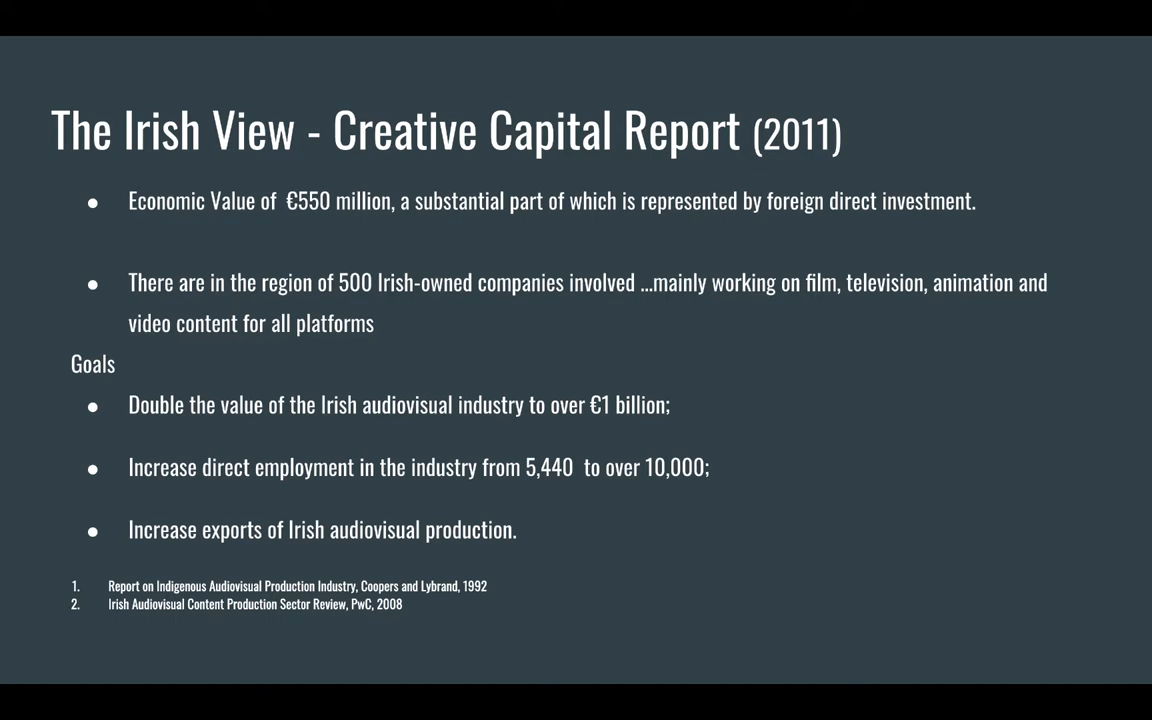 The Irish View - Creative Capital Report (2011)
● Economic Value of €550 million, a substantial part of which is represented by foreign direct investment.
● There are in the region of 500 Irish-owned companies involved ...mainly working on film, television, animation and
video content for all platforms
Goals
● Double the value of the Irish audiovisual industry to over €1 billion;
● Increase direct employment in the industry from 5,440 to over 10,000;
● Increase exports of Irish audiovisual production.
1. Report on Indigenous Audiovisual Production Industry, Coopers and Lybrand, 1992
2. Irish Audiovisual Content Production Sector Review, PwC, 2008